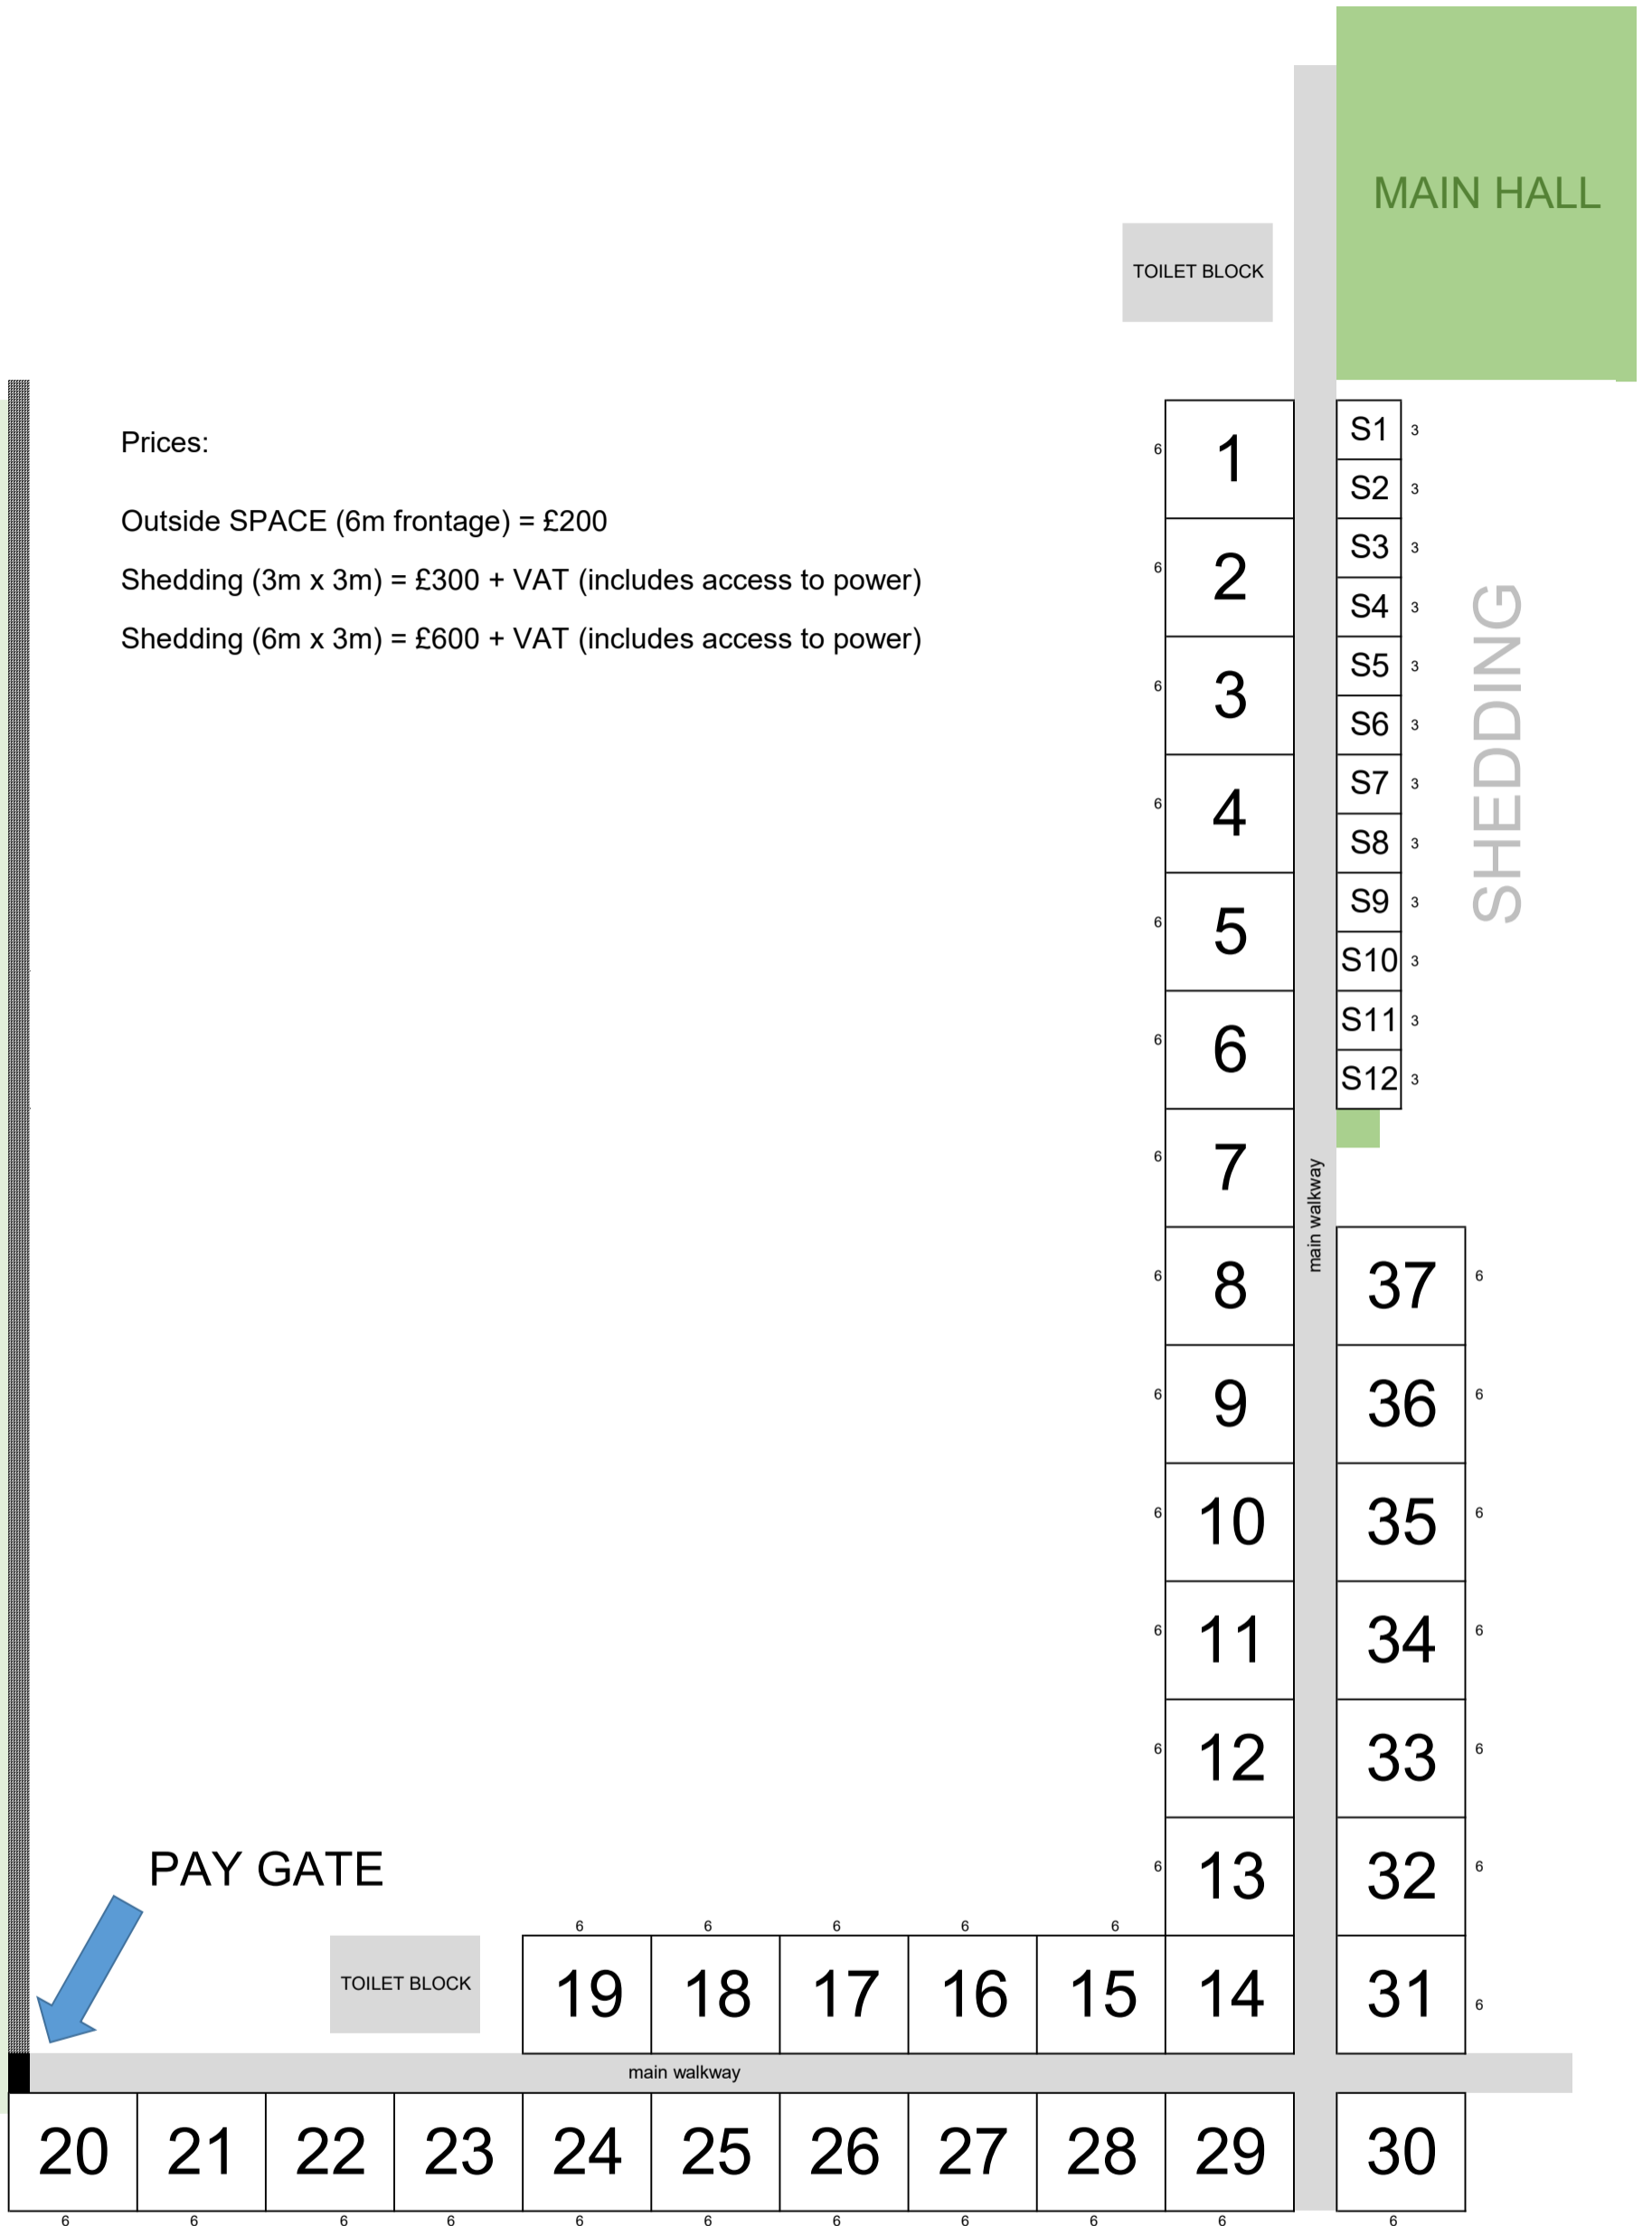 MAIN HALL
TOILET BLOCK
Prices:
Outside SPACE (6m frontage) = £200
Shedding (3m x 3m) = £300 + VAT (includes access to power)
Shedding (6m x 3m) = £600 + VAT (includes access to power)
6 1
6 2
6 3
6 4
6 5
6 6
6 7
6 8
6 9
6 10
6 11
6 12
6 13
S1 3
S2 3
S3 3
S4 3
S5 3
S6 3
S7 3
S8 3
S9 3
S10 3
S11 3
S12 3
SHEDDING
main walkway
37 6
36 6
35 6
34 6
33 6
32 6
31 6
PAY GATE
6 6 6 6 6
TOILET BLOCK
19 18 17 16 15 14
main walkway
20 21 22 23 24 25 26 27 28 29 30
6 6 6 6 6 6 6 6 6 6 6